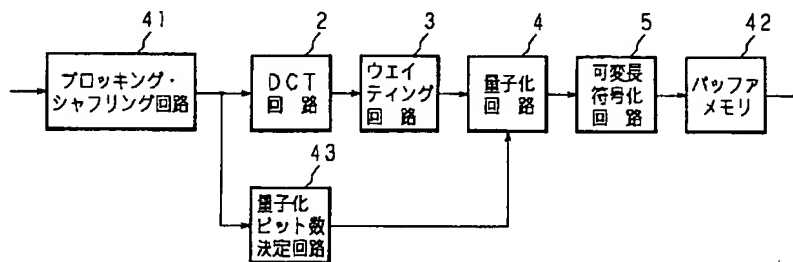 41
2
3
4
5
42
ブロッキング・
シャフリング回路
DCT
回路
ウエイ
ティング
回路
量子化
回路
可変長
符号化
回路
バッファ
メモリ
43
量子化
ビット数
決定回路